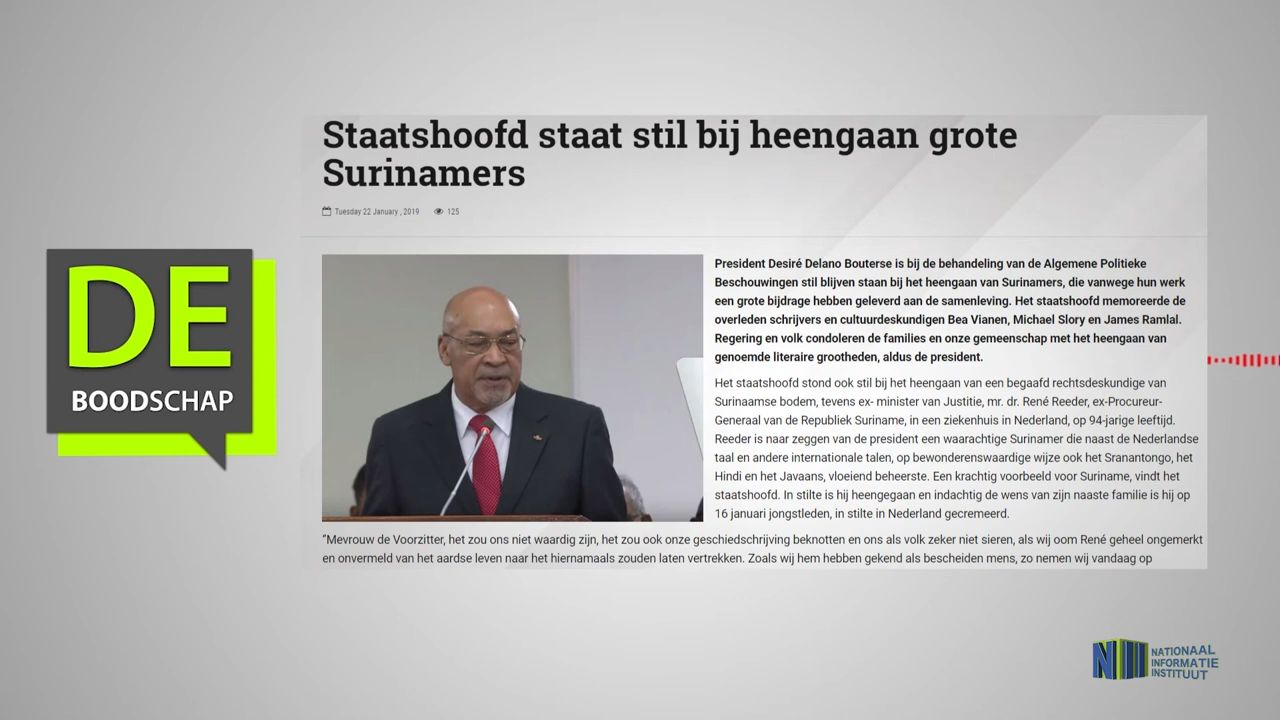 Staatshoofd staat stil bij heengaan grote
Surinamers
Tuesday 22 January , 2019 125
DE
BOODSCHAP
President Desiré Delano Bouterse is bij de behandeling van de Algemene Politieke
Beschouwingen stil blijven staan bij het heengaan van Surinamers, die vanwege hun werk
een grote bijdrage hebben geleverd aan de samenleving. Het staatshoofd memoreerde de
overleden schrijvers en cultuurdeskundigen Bea Vianen, Michael Slory en James Ramlal.
Regering en volk condoleren de families en onze gemeenschap met het heengaan van
genoemde literaire grootheden, aldus de president.
Het staatshoofd stond ook stil bij het heengaan van een begaafd rechtsdeskundige van
Surinaamse bodem, tevens ex- minister van Justitie, mr. dr. René Reeder, ex-Procureur-
Generaal van de Republiek Suriname, in een ziekenhuis in Nederland, op 94-jarige leeftijd.
Reeder is naar zeggen van de president een waarachtige Surinamer die naast de Nederlandse
taal en andere internationale talen, op bewonderenswaardige wijze ook het Sranantongo, het
Hindi en het Javaans, vloeiend beheerste. Een krachtig voorbeeld voor Suriname, vindt het
staatshoofd. In stilte is hij heengegaan en indachtig de wens van zijn naaste familie is hij op
16 januari jongstleden, in stilte in Nederland gecremeerd.
"Mevrouw de Voorzitter, het zou ons niet waardig zijn, het zou ook onze geschiedschrijving beknotten en ons als volk zeker niet sieren, als wij oom René geheel ongemerkt
en onvermeld van het aardse leven naar het hiernamaals zouden laten vertrekken. Zoals wij hem hebben gekend als bescheiden mens, zo nemen wij vandaag op
NII NATIONAAL
INFORMATIE
INSTITUUT